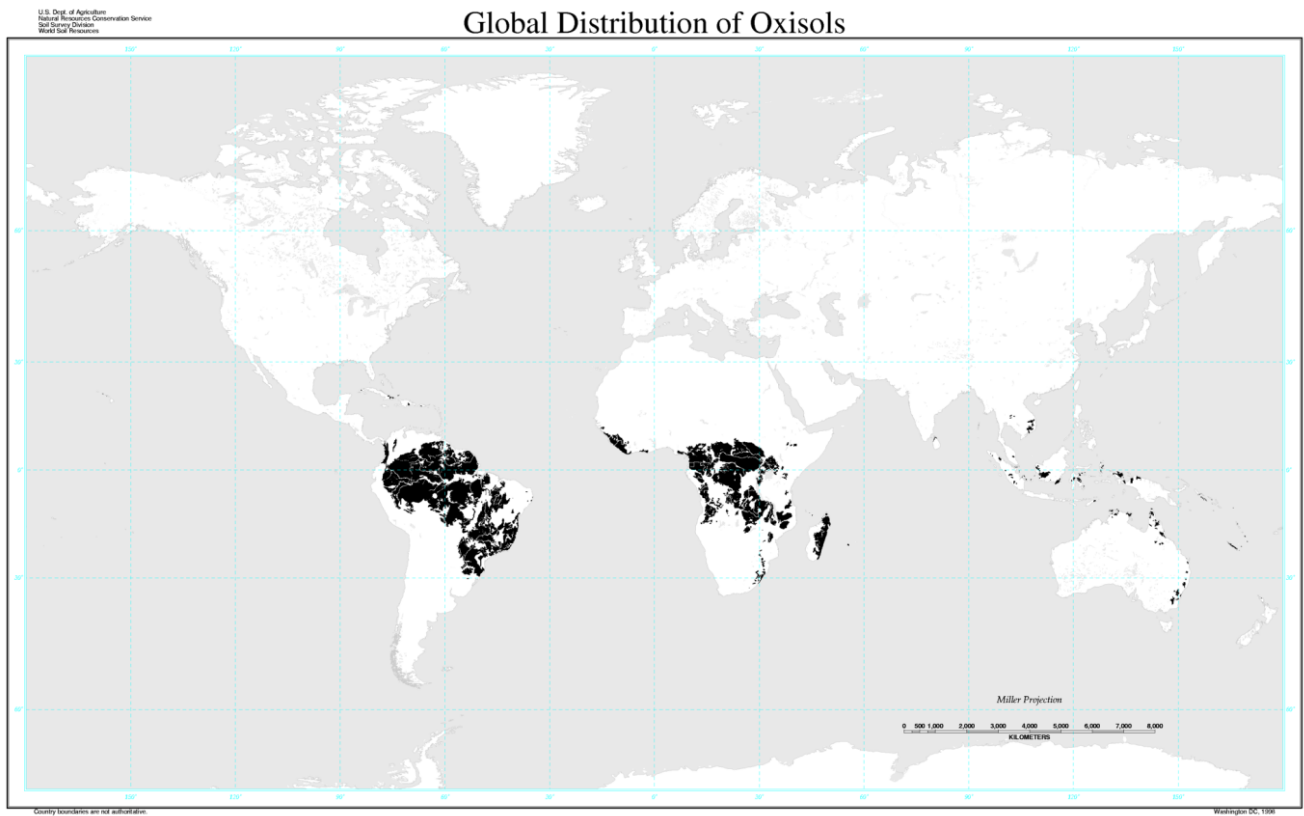 U.S. Dept. of Agriculture
Natural Resources Conservation Service
Soil Survey Division
World Soil Resources
Global Distribution of Oxisols
Miller Projection
0 500 1,000 2,000 3,000 4,000 5,000 6,000 7,000 8,000
KILOMETERS
Country boundaries are not authoritative.
Washington DC, 1996